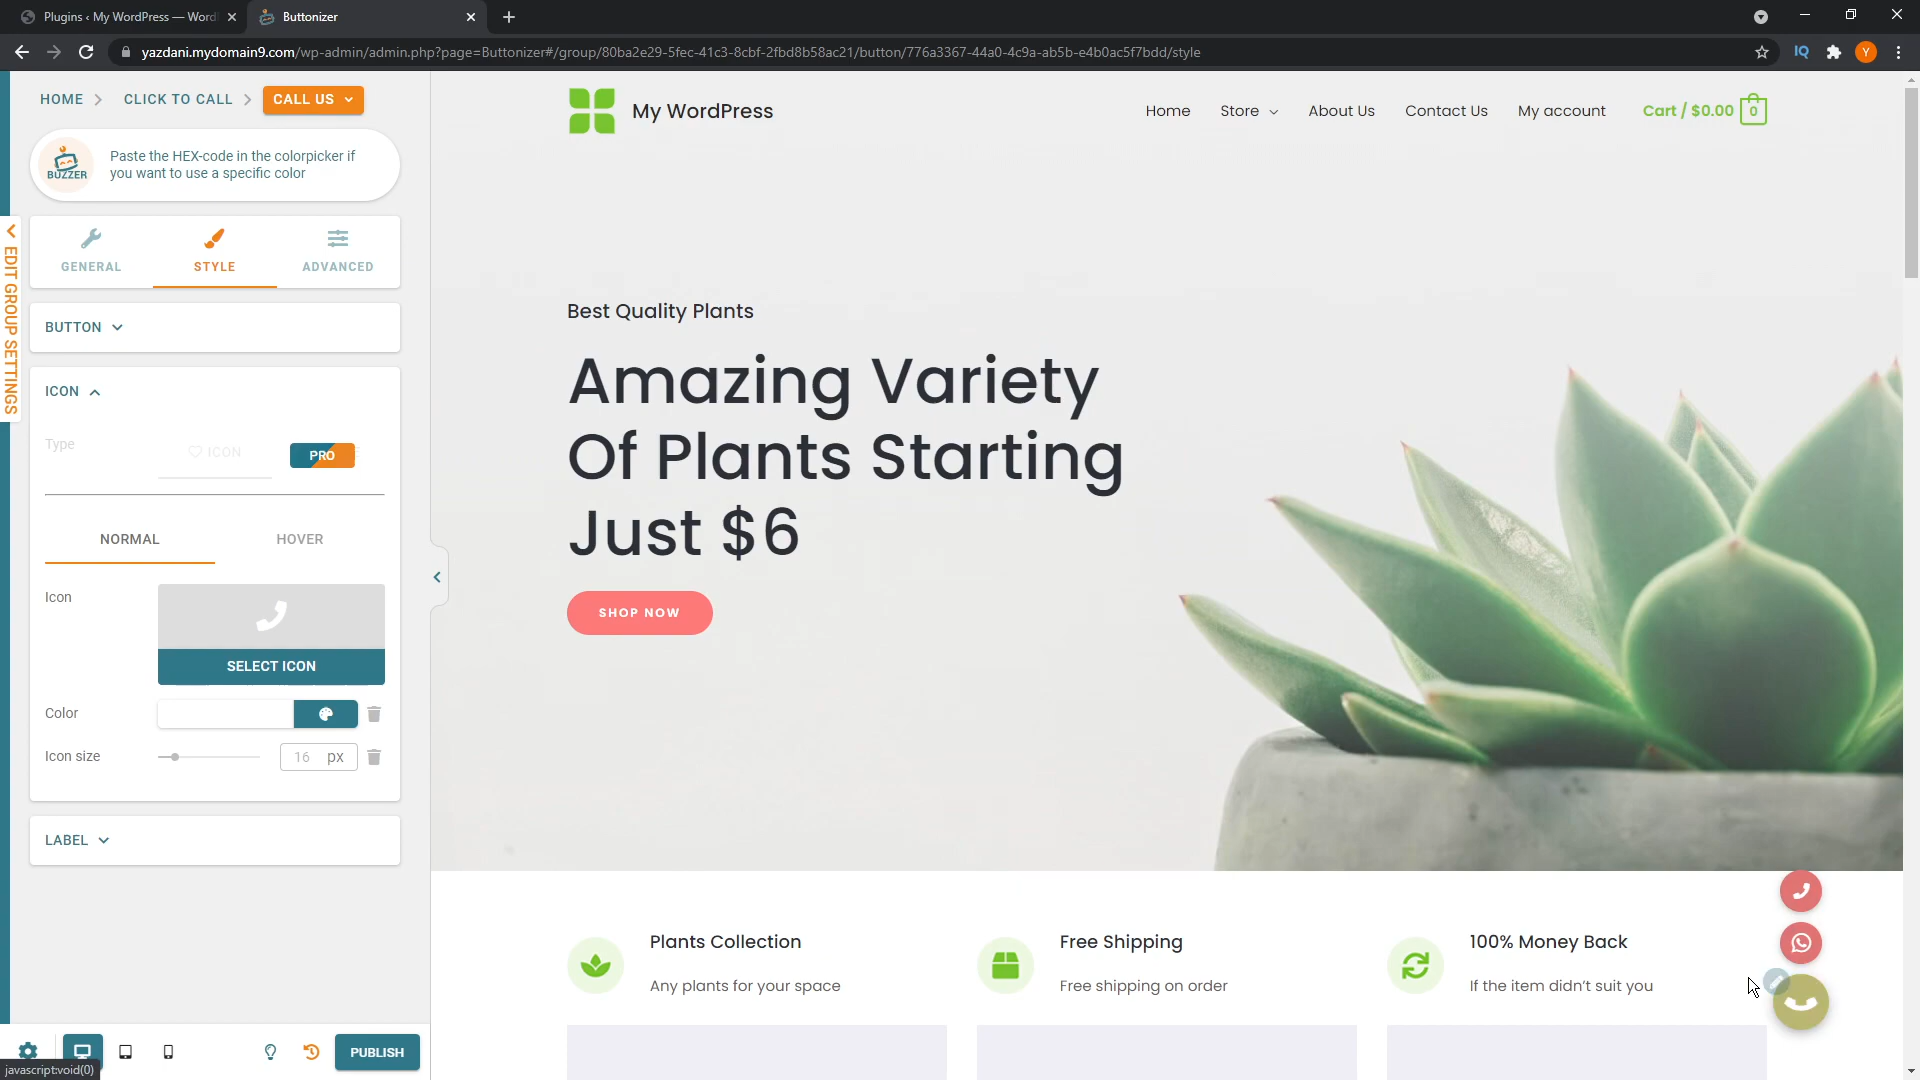 Plugins ‹ My WordPress — Word
Buttonizer
yazdani.mydomain9.com/wp-admin/admin.php?page=Buttonizer#/group/80ba2e29-5fec-41c3-8cbf-2fbd8b58ac21/button/776a3367-44a0-4c9a-ab5b-e4b0ac5f7bdd/style
IQ
Y
HOME
CLICK TO CALL
CALL US
BUZZER
Paste the HEX-code in the colorpicker if
you want to use a specific color
EDIT GROUP SETTINGS
GENERAL
STYLE
ADVANCED
BUTTON
ICON
Type
ICON
PRO
NORMAL
HOVER
Icon
SELECT ICON
Color
Icon size
16 px
LABEL
PUBLISH
javascript:void(0)
My WordPress
Home
Store
About Us
Contact Us
My account
Cart / $0.00
0
Best Quality Plants
Amazing Variety
Of Plants Starting
Just $6
SHOP NOW
Plants Collection
Any plants for your space
Free Shipping
Free shipping on order
100% Money Back
If the item didn't suit you